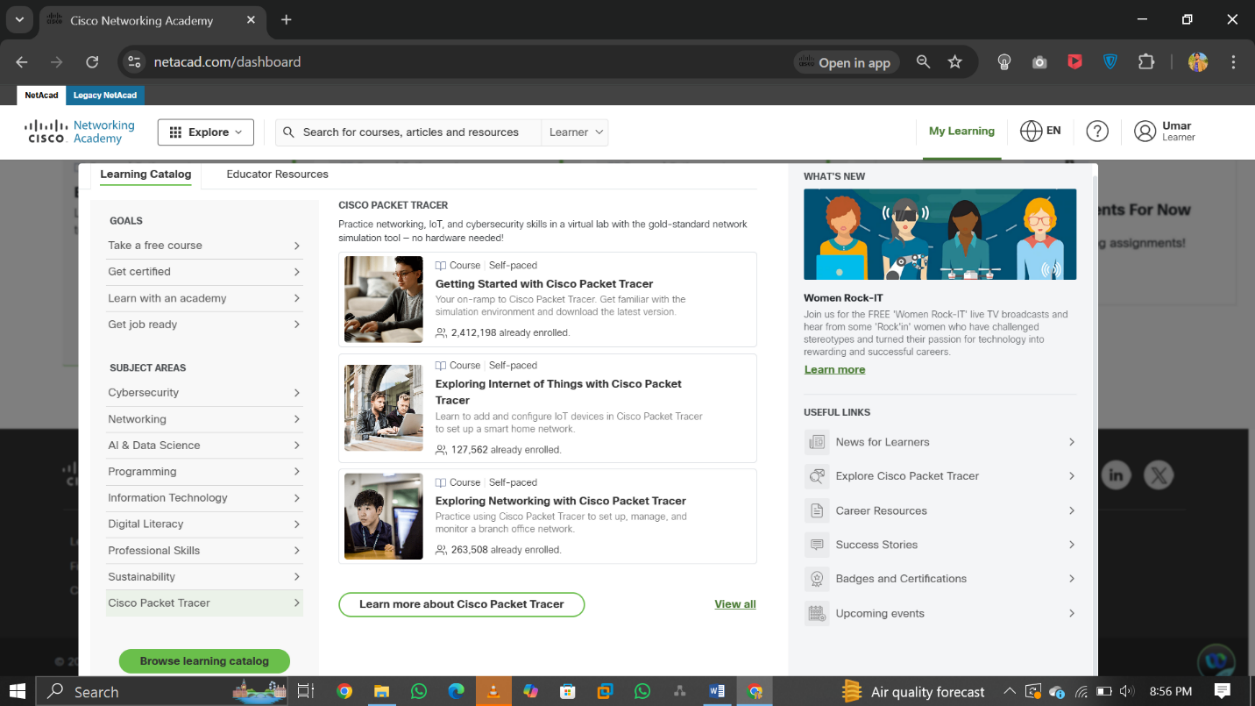 Cisco Networking Academy
netacad.com/dashboard
Open in app
NetAcad
Legacy NetAcad
CISCO
Networking
Academy
Explore
Search for courses, articles and resources
Learner
My Learning
EN
?
Umar
Learner
Learning Catalog
Educator Resources
GOALS
Take a free course
Get certified
Learn with an academy
Get job ready
SUBJECT AREAS
Cybersecurity
Networking
AI & Data Science
Programming
Information Technology
Digital Literacy
Professional Skills
Sustainability
Cisco Packet Tracer
Browse learning catalog
CISCO PACKET TRACER
Practice networking, IoT, and cybersecurity skills in a virtual lab with the gold-standard network
simulation tool – no hardware needed!
Course | Self-paced
Getting Started with Cisco Packet Tracer
Your on-ramp to Cisco Packet Tracer. Get familiar with the
simulation environment and download the latest version.
2,412,198 already enrolled.
Course | Self-paced
Exploring Internet of Things with Cisco Packet
Tracer
Learn to add and configure IoT devices in Cisco Packet Tracer
to set up a smart home network.
127,562 already enrolled.
Course | Self-paced
Exploring Networking with Cisco Packet Tracer
Practice using Cisco Packet Tracer to set up, manage, and
monitor a branch office network.
263,508 already enrolled.
Learn more about Cisco Packet Tracer
View all
WHAT'S NEW
Women Rock-IT
Join us for the FREE 'Women Rock-IT' live TV broadcasts and
hear from some 'Rock'in' women who have challenged
stereotypes and turned their passion for technology into
rewarding and successful careers.
Learn more
USEFUL LINKS
News for Learners
Explore Cisco Packet Tracer
Career Resources
Success Stories
Badges and Certifications
Upcoming events
nts For Now
g assignments!
in
X
© 20
Search
Air quality forecast
8:56 PM